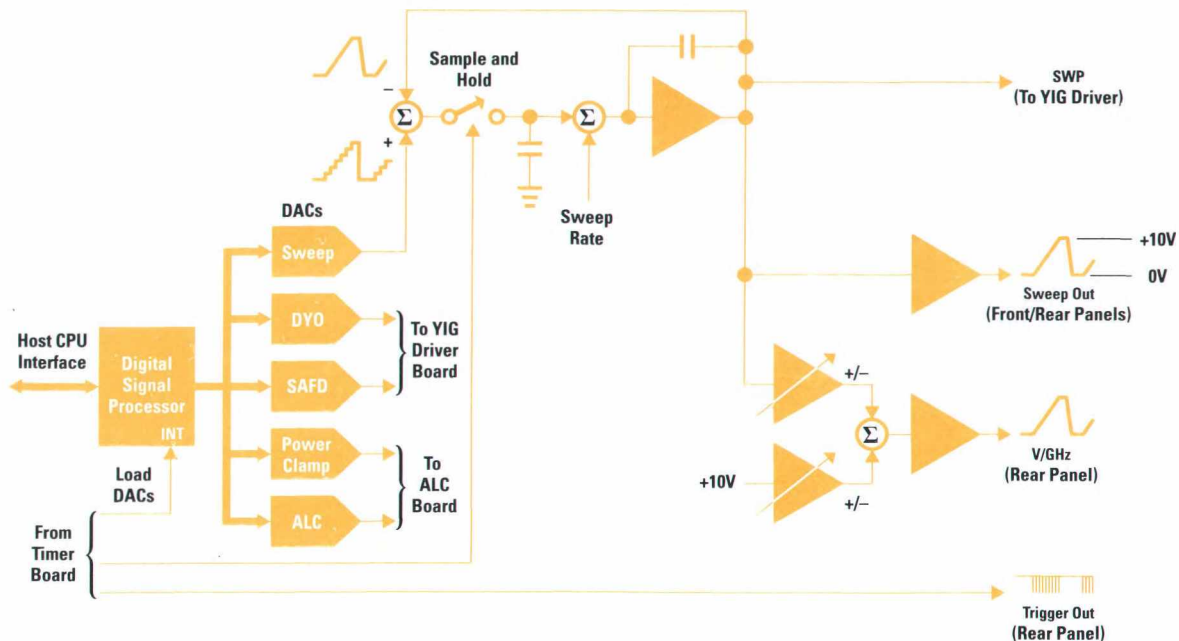 Sample and
Hold
SWP
(To YIG Driver)
−
Σ
+
Σ
Sweep
Rate
DACs
Sweep
DYO
SAFD
Power
Clamp
ALC
To YIG
Driver
Board
To
ALC
Board
Host CPU
Interface
Digital
Signal
Processor
INT
Load
DACs
From
Timer
Board
+10V
0V
Sweep Out
(Front/Rear Panels)
+/−
Σ
+10V
+/−
V/GHz
(Rear Panel)
Trigger Out
(Rear Panel)